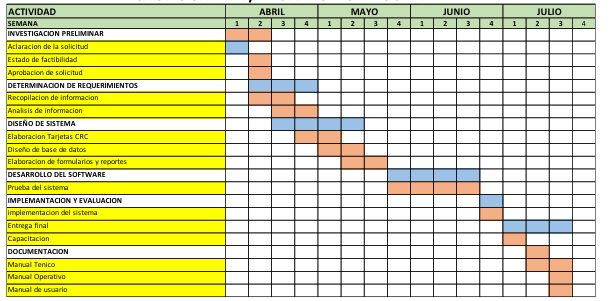 ACTIVIDAD ABRIL MAYO JUNIO JULIO
SEMANA 1 2 3 4 1 2 3 4 1 2 3 4 1 2 3 4
INVESTIGACION PRELIMINAR
Aclaracion de la solicitud
Estado de factibilidad
Aprobacion de solicitud
DETERMINACION DE REQUERIMIENTOS
Recopilacion de informacion
Analisis de informacion
DISEÑO DE SISTEMA
Elaboracion Tarjetas CRC
Diseño de base de datos
Elaboracion de formularios y reportes
DESARROLLO DEL SOFTWARE
Prueba del sistema
IMPLEMANTACION Y EVALUACION
implementacion del sistema
Entrega final
Capacitacion
DOCUMENTACION
Manual Tenico
Manual Operativo
Manual de usuario